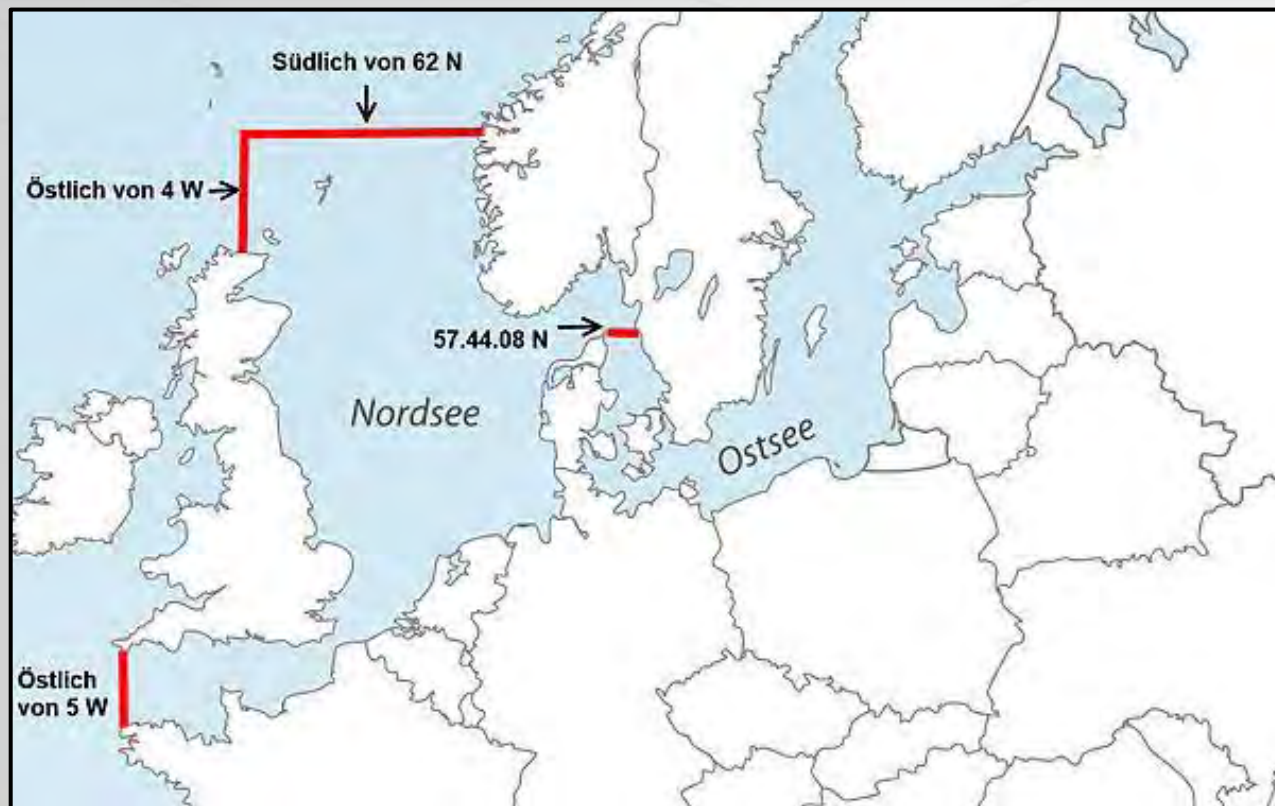 Südlich von 62 N
Östlich von 4 W
57.44.08 N
Nordsee
Ostsee
Östlich
von 5 W